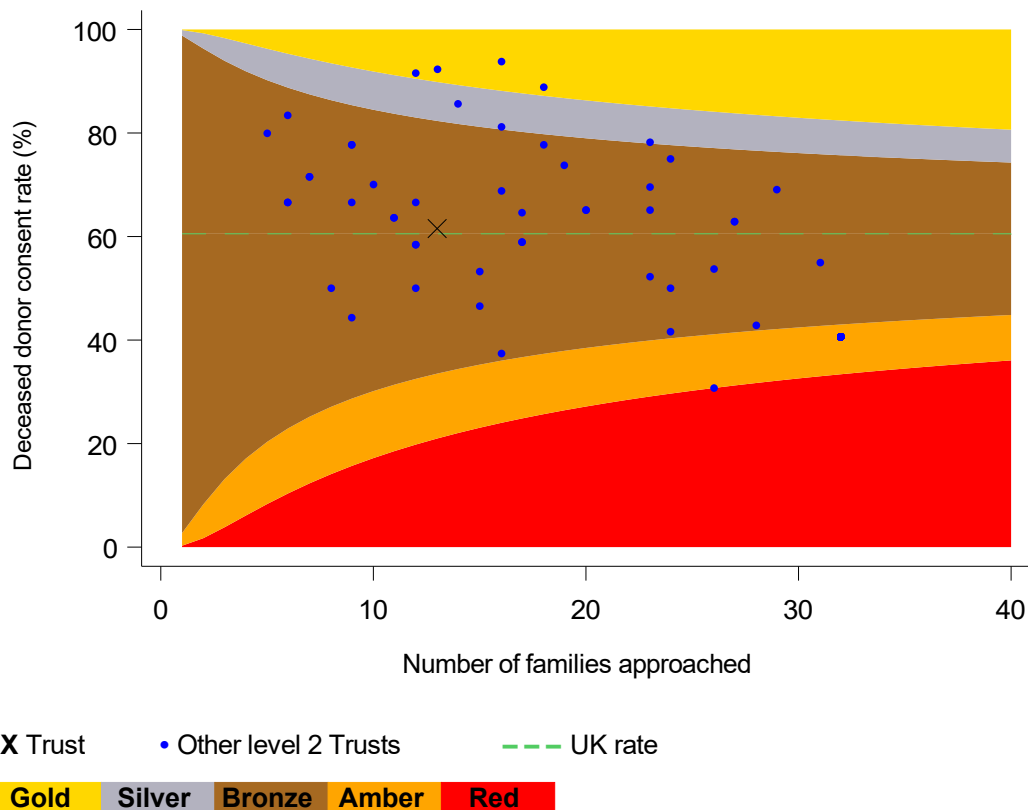 Deceased donor consent rate (%)
100
80
60
40
20
0
0 10 20 30 40
Number of families approached
X Trust • Other level 2 Trusts UK rate
Gold Silver Bronze Amber Red